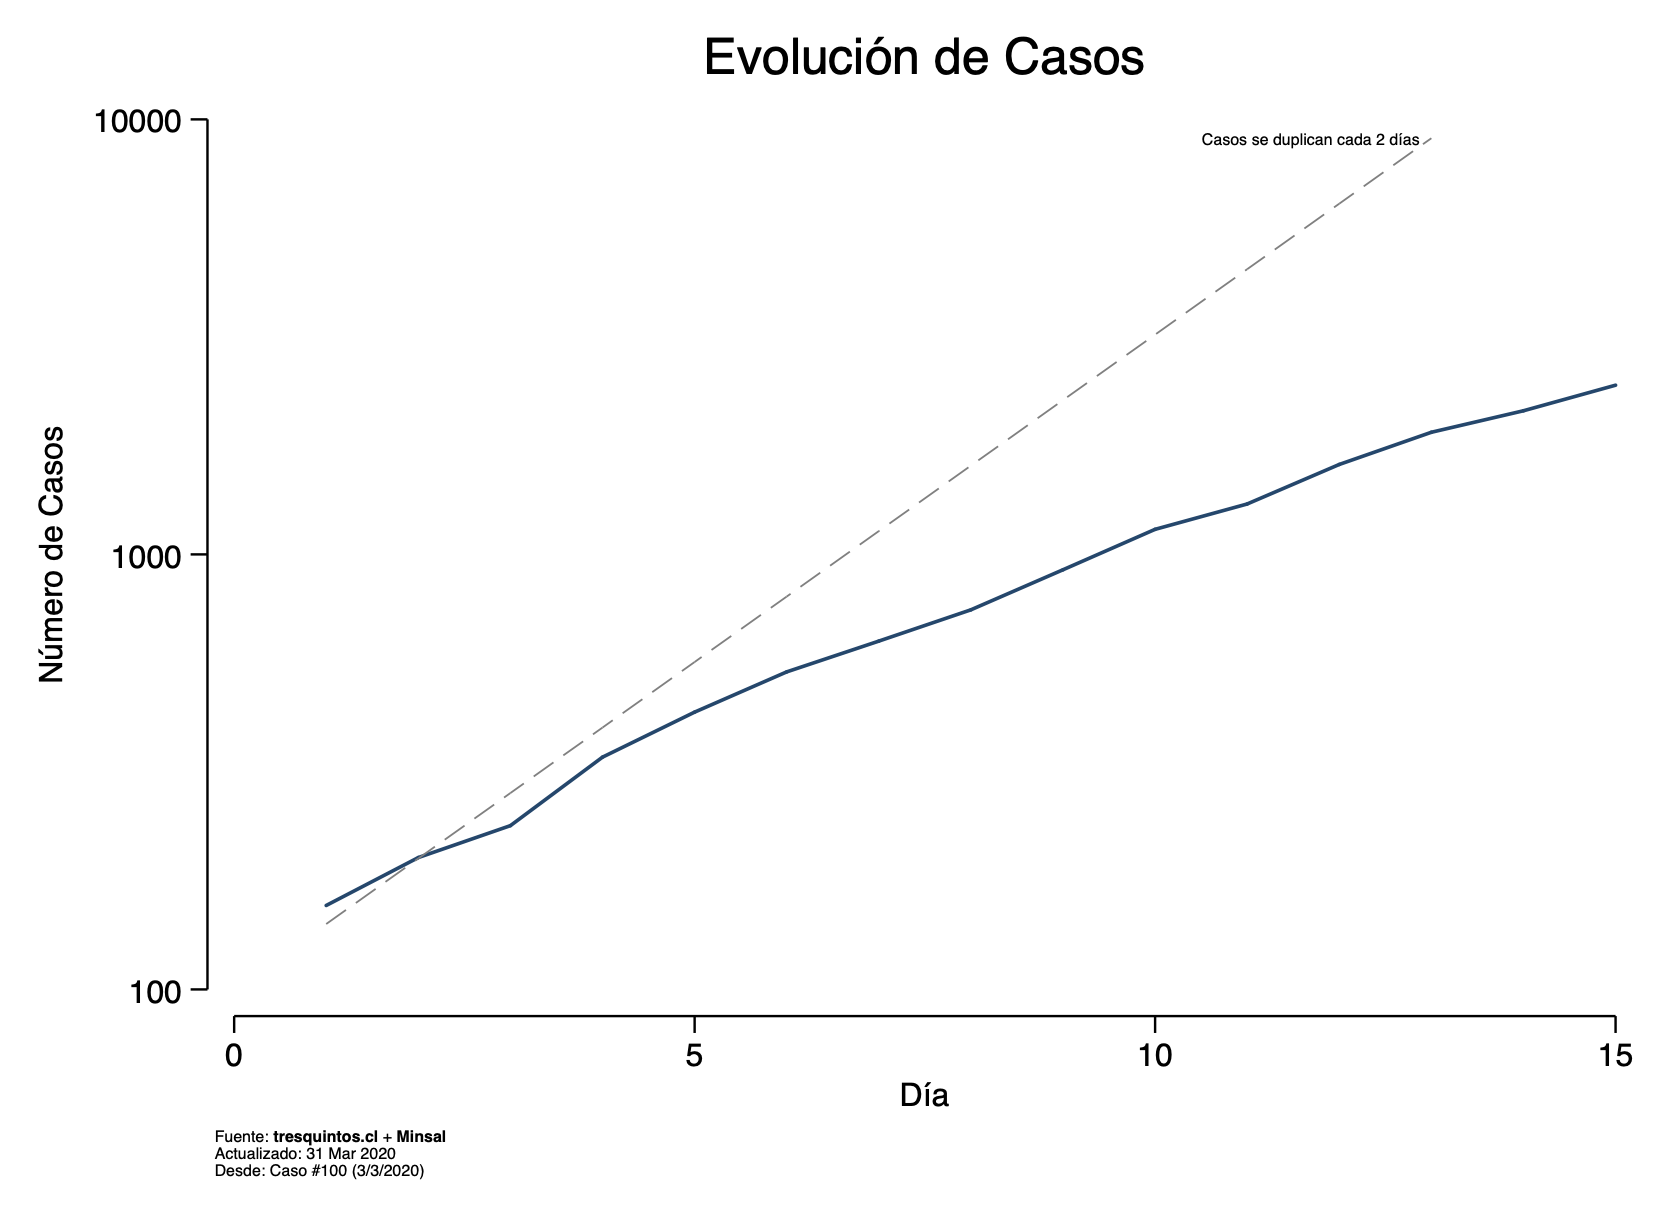 Evolución de Casos
10000
Casos se duplican cada 2 días
1000
100
Número de Casos
0
5
10
15
Día
Fuente: tresquintos.cl + Minsal
Actualizado: 31 Mar 2020
Desde: Caso #100 (3/3/2020)